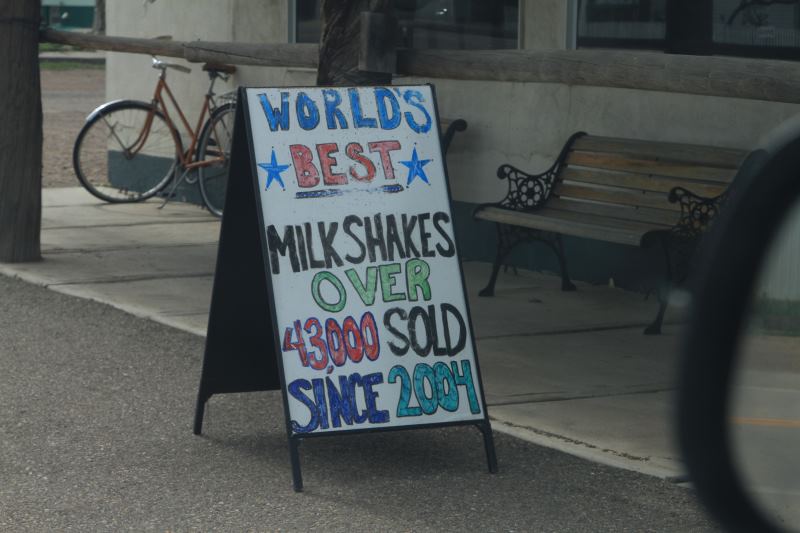 WORLD'S
BEST
MILKSHAKES
OVER
43000 SOLD
SINCE 2004